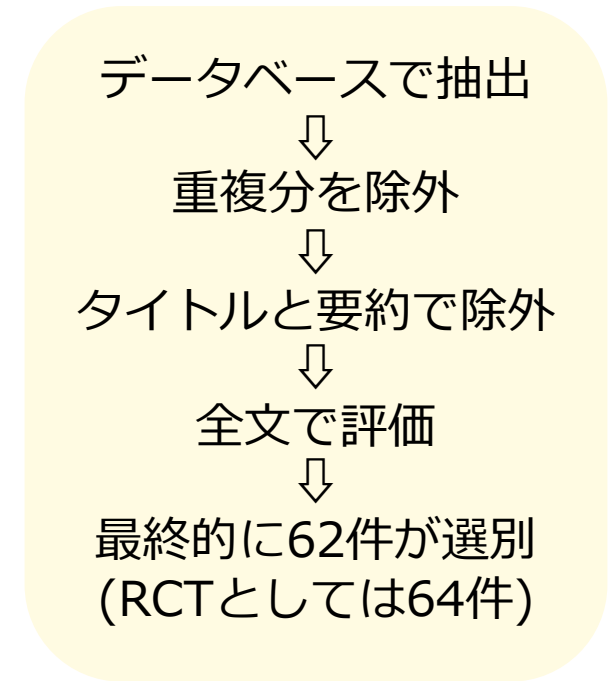 データベースで抽出
⇩
重複分を除外
⇩
タイトルと要約で除外
⇩
全文で評価
⇩
最終的に62件が選別
(RCTとしては64件)